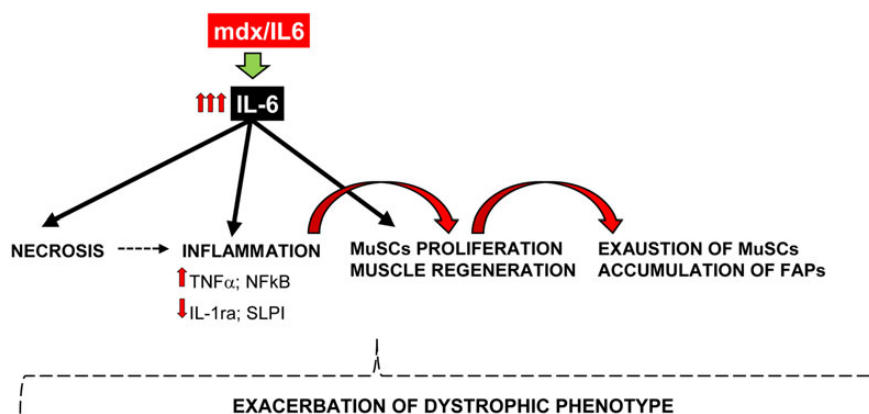 mdx/IL6
IL-6
NECROSIS
INFLAMMATION
TNFα; NFkB
IL-1ra; SLPI
MuSCs PROLIFERATION
MUSCLE REGENERATION
EXAUSTION OF MuSCs
ACCUMULATION OF FAPs
EXACERBATION OF DYSTROPHIC PHENOTYPE